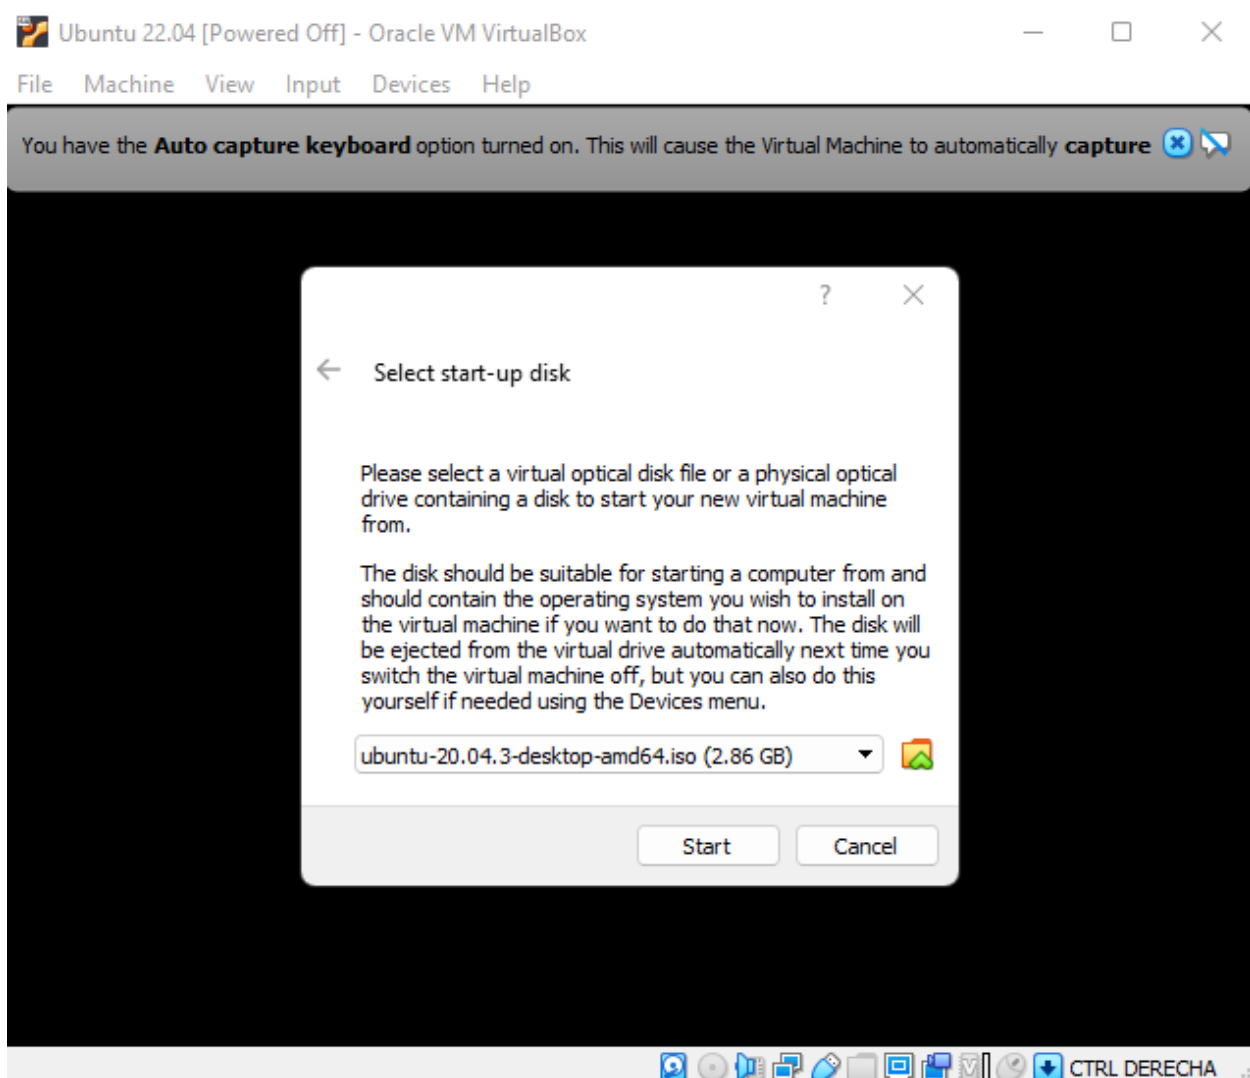 Ubuntu 22.04 [Powered Off] - Oracle VM VirtualBox
File Machine View Input Devices Help
You have the Auto capture keyboard option turned on. This will cause the Virtual Machine to automatically capture
?
Select start-up disk
Please select a virtual optical disk file or a physical optical
drive containing a disk to start your new virtual machine
from.
The disk should be suitable for starting a computer from and
should contain the operating system you wish to install on
the virtual machine if you want to do that now. The disk will
be ejected from the virtual drive automatically next time you
switch the virtual machine off, but you can also do this
yourself if needed using the Devices menu.
ubuntu-20.04.3-desktop-amd64.iso (2.86 GB)
Start Cancel
CTRL DERECHA